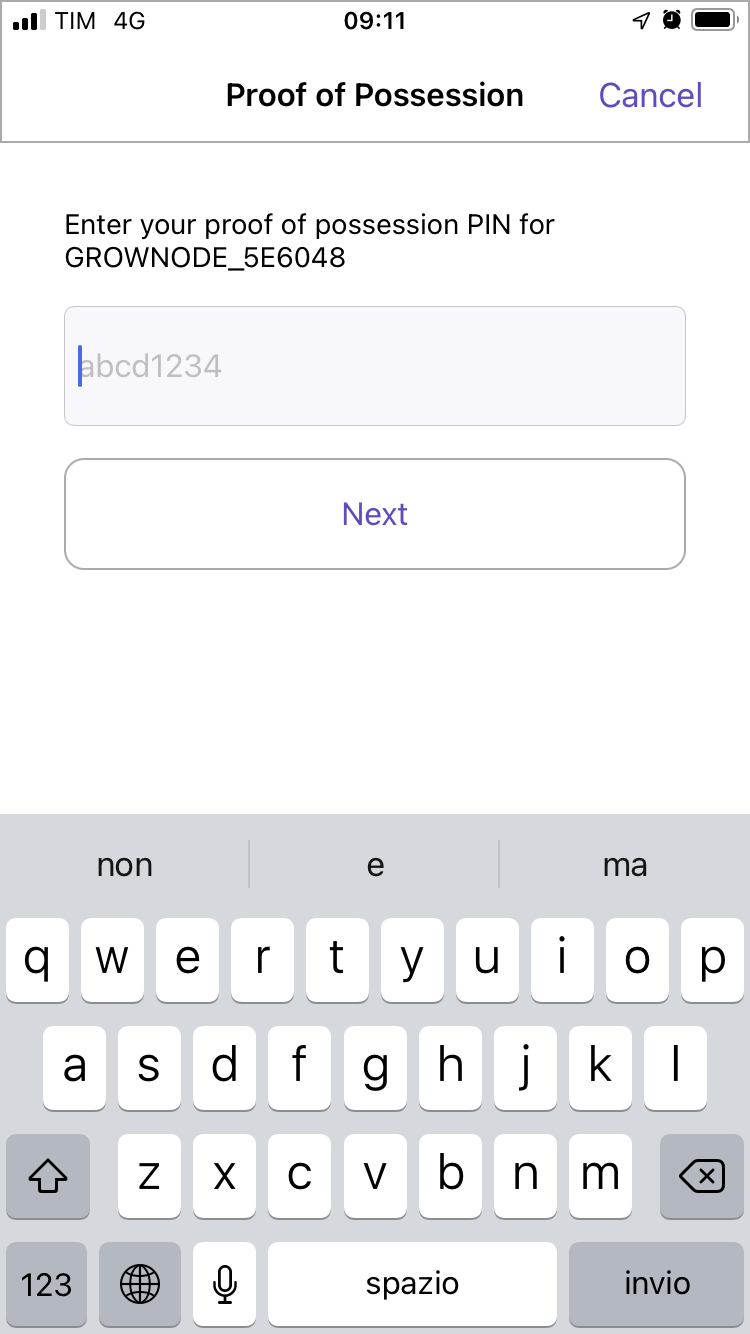 TIM 4G 09:11
Proof of Possession Cancel
Enter your proof of possession PIN for
GROWNODE_5E6048
abcd1234
Next
non e ma
q w e r t y u i o p
a s d f g h j k l
z x c v b n m
123 spazio invio